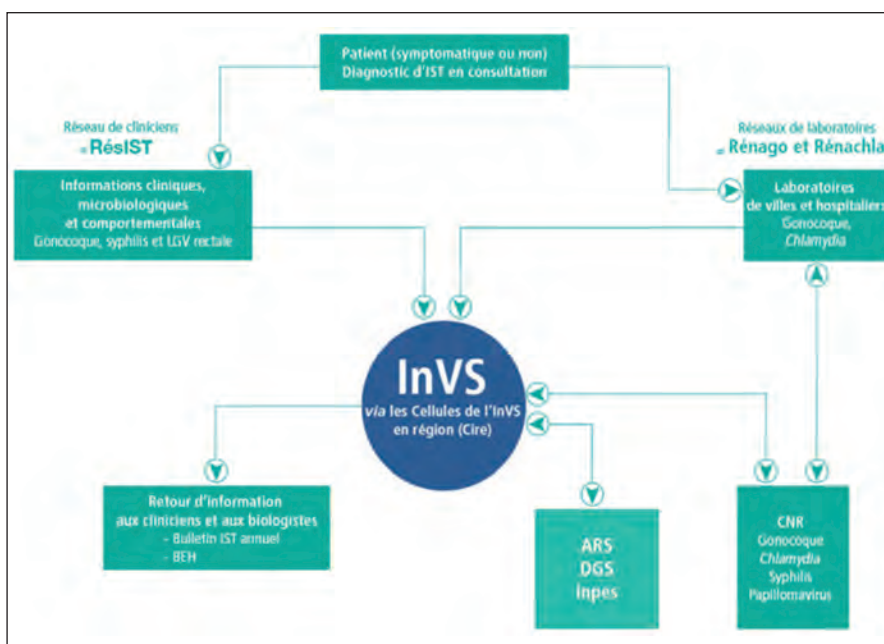 Patient (symptomatique ou non)
Diagnostic d'IST en consultation
Réseau de cliniciens
RésIST
Informations cliniques,
microbiologiques
et comportementales
Gonocoque, syphilis et LGV rectale
Réseaux de laboratoires
Rénago et Rénachla
Laboratoires
de villes et hospitaliers
Gonocoque,
Chlamydia
InVS
via les Cellules de l'InVS
en région (Cire)
Retour d'information
aux cliniciens et aux biologistes
- Bulletin IST annuel
- BEH
ARS
DGS
Inpes
CNR
Gonocoque
Chlamydia
Syphilis
Papillomavirus